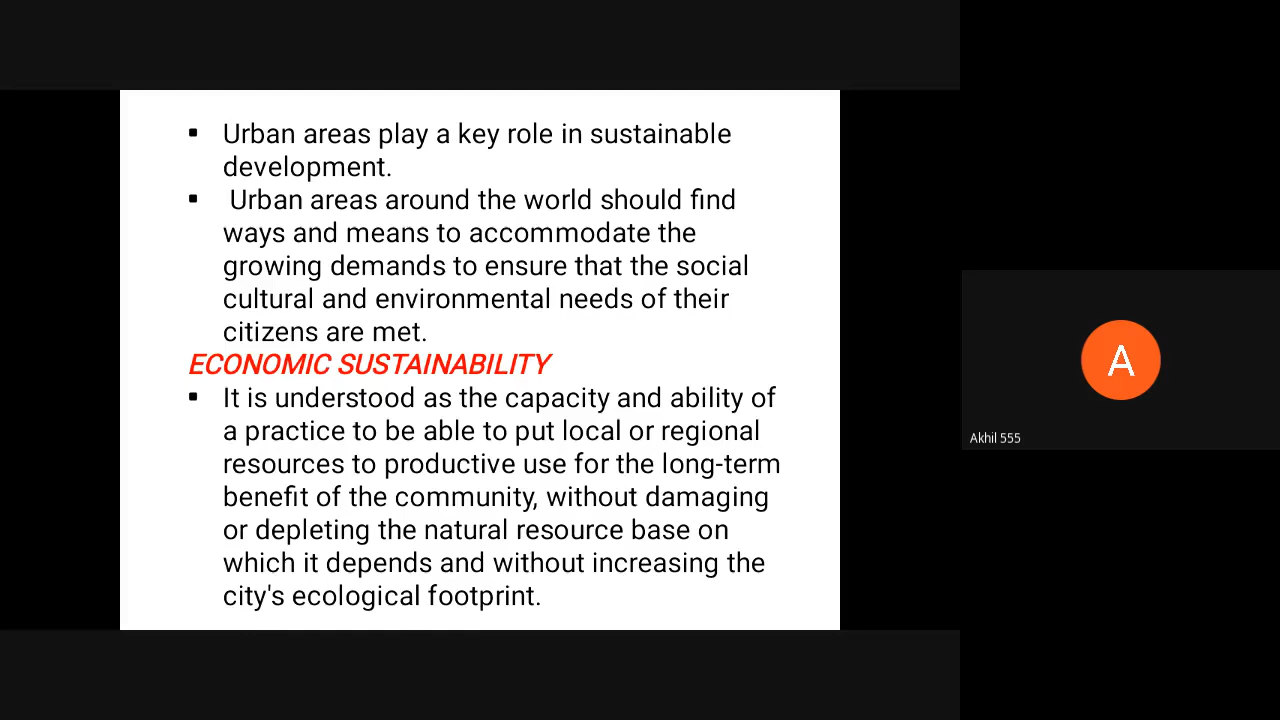 ▪ Urban areas play a key role in sustainable
development.
▪ Urban areas around the world should find
ways and means to accommodate the
growing demands to ensure that the social
cultural and environmental needs of their
citizens are met.
ECONOMIC SUSTAINABILITY
▪ It is understood as the capacity and ability of
a practice to be able to put local or regional
resources to productive use for the long-term
benefit of the community, without damaging
or depleting the natural resource base on
which it depends and without increasing the
city's ecological footprint.
A
Akhil 555